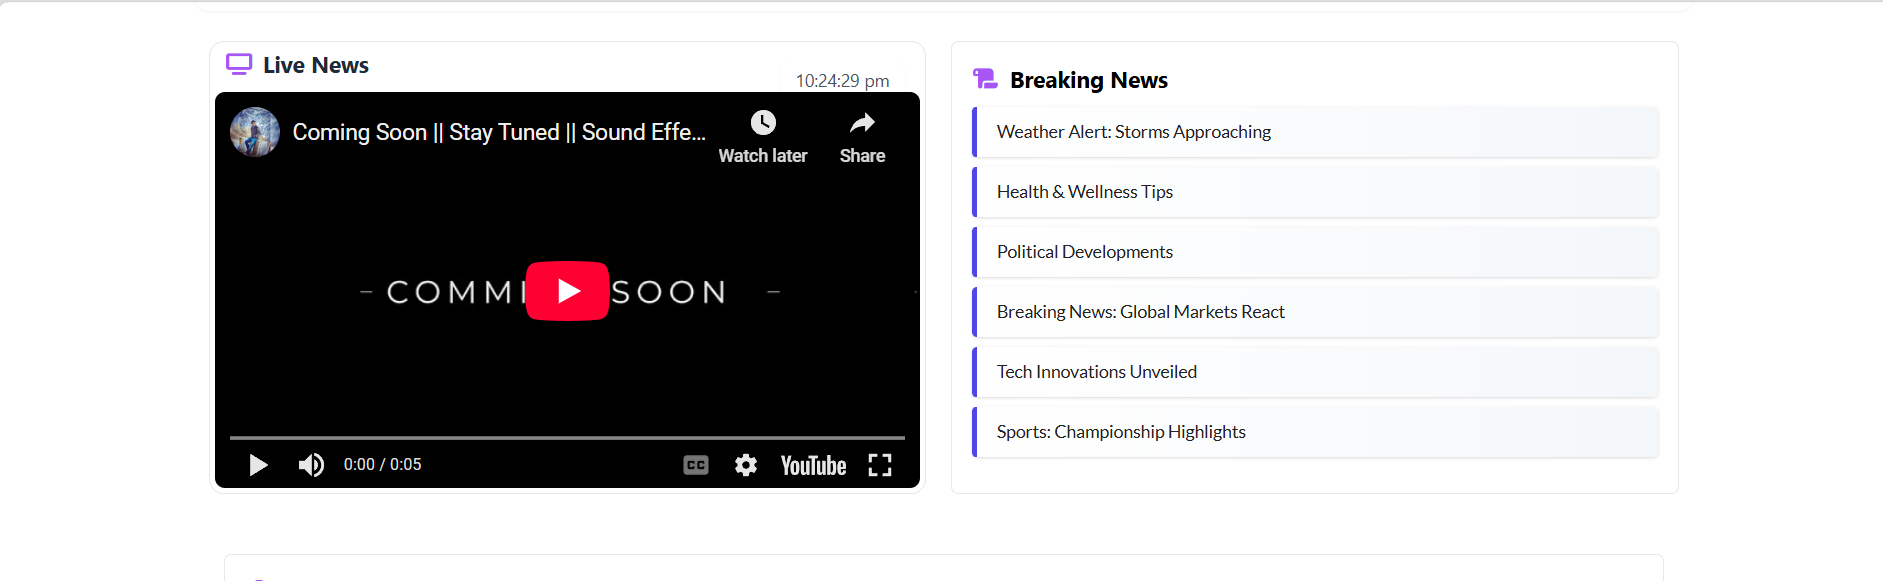 Live News
10:24:29 pm
Coming Soon || Stay Tuned || Sound Effe...
Watch later
Share
COMMI SOON
0:00 / 0:05
CC
YouTube
Breaking News
Weather Alert: Storms Approaching
Health & Wellness Tips
Political Developments
Breaking News: Global Markets React
Tech Innovations Unveiled
Sports: Championship Highlights